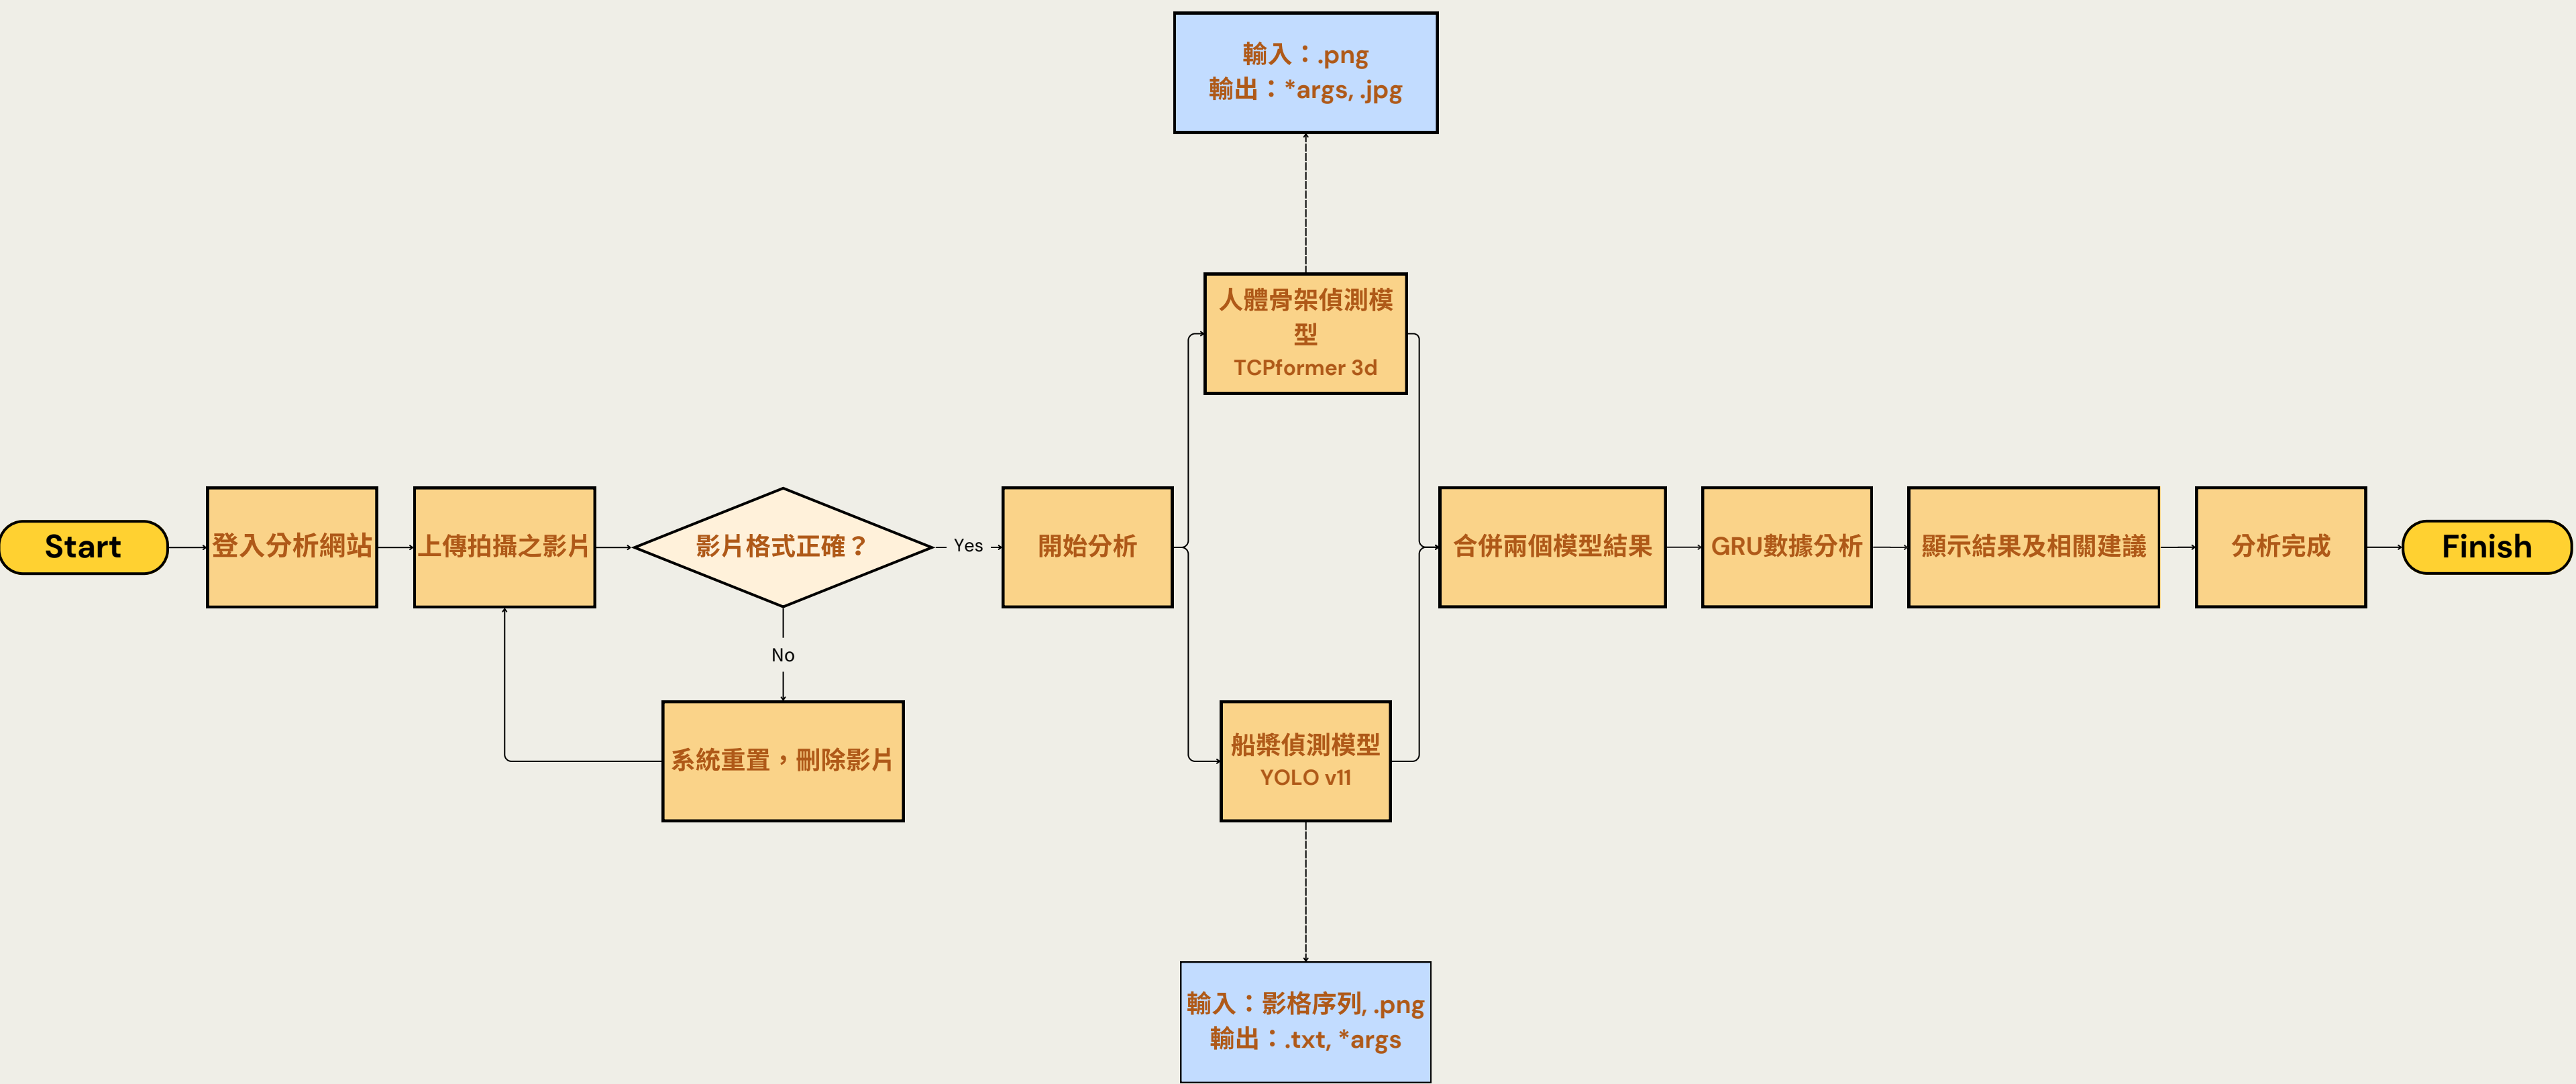 輸入：.png
輸出：*args, .jpg
人體骨架偵測模
型
TCPformer 3d
Start
登入分析網站
上傳拍攝之影片
影片格式正確？
Yes
開始分析
合併兩個模型結果
GRU數據分析
顯示結果及相關建議
分析完成
Finish
No
系統重置，刪除影片
船槳偵測模型
YOLO v11
輸入：影格序列, .png
輸出：.txt, *args